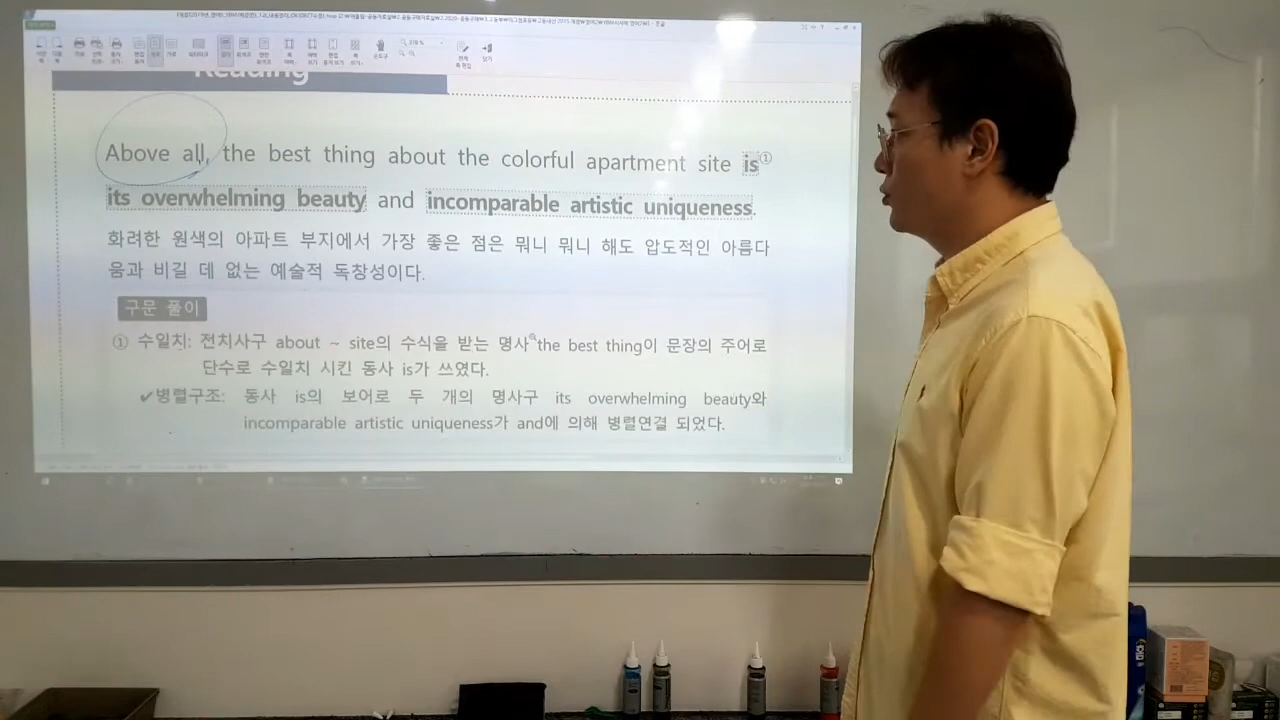 Reading
Above all, the best thing about the colorful apartment site is①
its overwhelming beauty and incomparable artistic uniqueness.
화려한 원색의 아파트 부지에서 가장 좋은 점은 뭐니 뭐니 해도 압도적인 아름다
움과 비길 데 없는 예술적 독창성이다.
구문 풀이
① 수일치: 전치사구 about ~ site의 수식을 받는 명사 the best thing이 문장의 주어로
단수로 수일치 시킨 동사 is가 쓰였다.
✔병렬구조: 동사 is의 보어로 두 개의 명사구 its overwhelming beauty와
incomparable artistic uniqueness가 and에 의해 병렬연결 되었다.